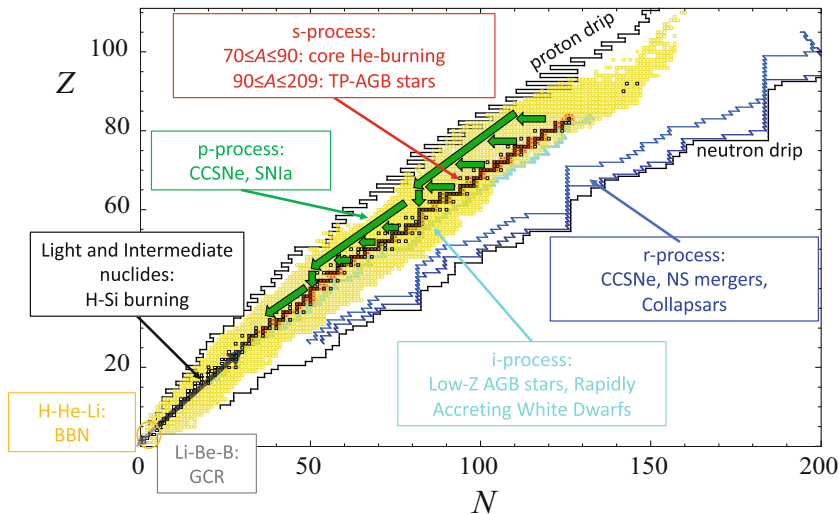 s-process:
70≤A≤90: core He-burning
90≤A≤209: TP-AGB stars
proton drip
100
Z
80
neutron drip
p-process:
CCSNe, SNIa
60
Light and Intermediate
nuclides:
H-Si burning
r-process:
CCSNe, NS mergers,
Collapsars
40
20
i-process:
Low-Z AGB stars, Rapidly
Accreting White Dwarfs
H-He-Li:
BBN
Li-Be-B:
GCR
0
50
100
150
200
N